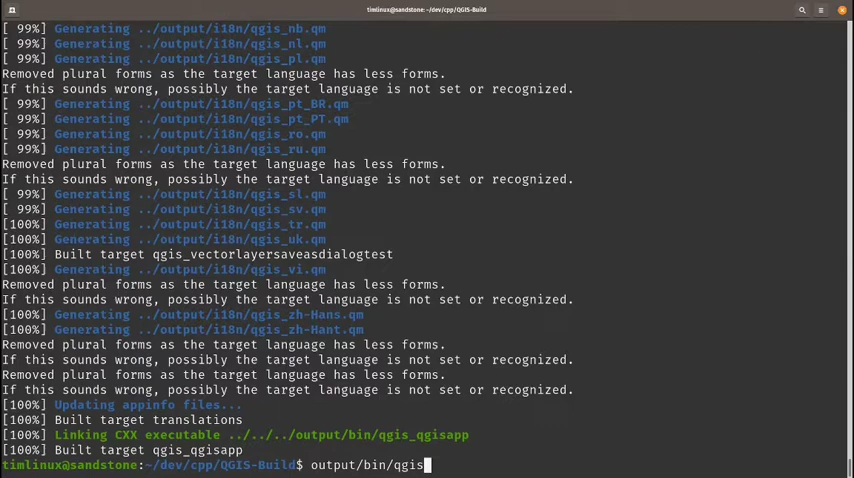 timlinux@sandstone: ~/dev/cpp/QGIS-Build
[ 99%] Generating ../output/i18n/qgis_nb.qm
[ 99%] Generating ../output/i18n/qgis_nl.qm
[ 99%] Generating ../output/i18n/qgis_pl.qm
Removed plural forms as the target language has less forms.
If this sounds wrong, possibly the target language is not set or recognized.
[ 99%] Generating ../output/i18n/qgis_pt_BR.qm
[ 99%] Generating ../output/i18n/qgis_pt_PT.qm
[ 99%] Generating ../output/i18n/qgis_ro.qm
[ 99%] Generating ../output/i18n/qgis_ru.qm
Removed plural forms as the target language has less forms.
If this sounds wrong, possibly the target language is not set or recognized.
[ 99%] Generating ../output/i18n/qgis_sl.qm
[ 99%] Generating ../output/i18n/qgis_sv.qm
[100%] Generating ../output/i18n/qgis_tr.qm
[100%] Generating ../output/i18n/qgis_uk.qm
[100%] Built target qgis_vectorlayersaveasdialogtest
[100%] Generating ../output/i18n/qgis_vi.qm
Removed plural forms as the target language has less forms.
If this sounds wrong, possibly the target language is not set or recognized.
[100%] Generating ../output/i18n/qgis_zh-Hans.qm
[100%] Generating ../output/i18n/qgis_zh-Hant.qm
Removed plural forms as the target language has less forms.
If this sounds wrong, possibly the target language is not set or recognized.
Removed plural forms as the target language has less forms.
If this sounds wrong, possibly the target language is not set or recognized.
[100%] Updating appinfo files...
[100%] Built target translations
[100%] Linking CXX executable ../../../output/bin/qgis_qgisapp
[100%] Built target qgis_qgisapp
timlinux@sandstone:~/dev/cpp/QGIS-Build$ output/bin/qgis